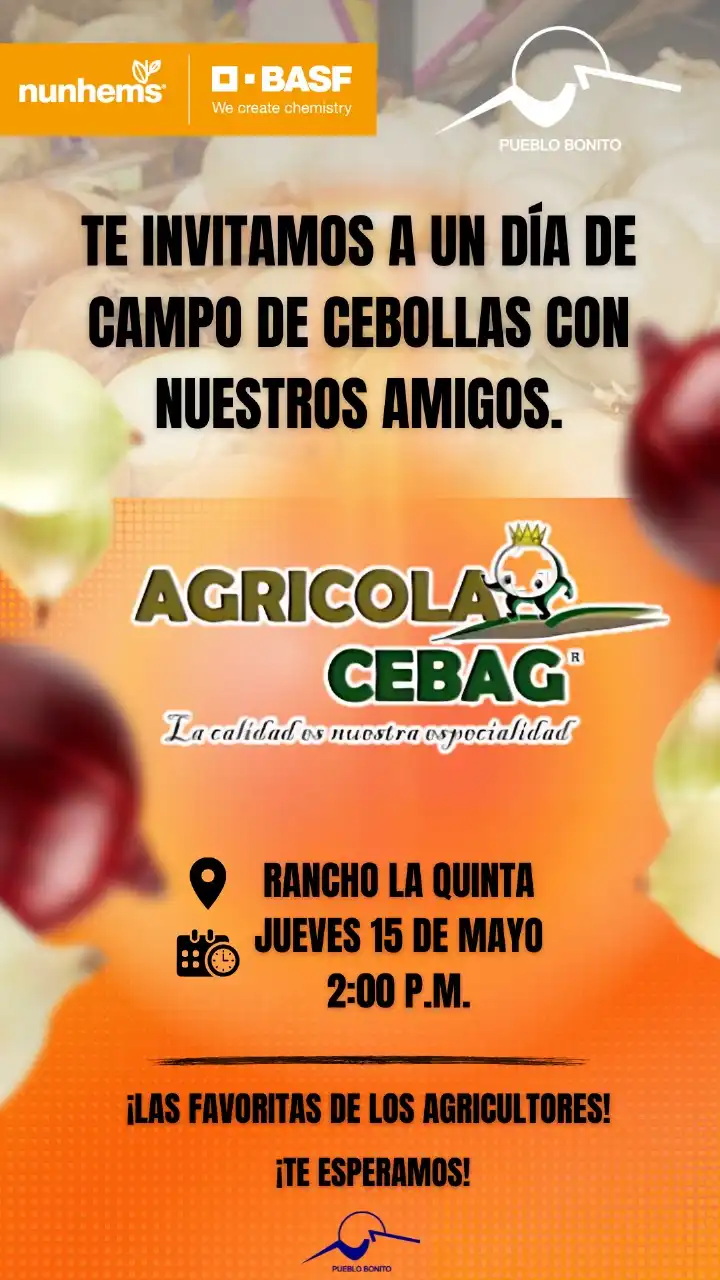 nunhems
BASF
We create chemistry
PUEBLO BONITO
TE INVITAMOS A UN DÍA DE
CAMPO DE CEBOLLAS CON
NUESTROS AMIGOS.
AGRICOLA
CEBAG ®
La calidad es nuestra especialidad
RANCHO LA QUINTA
JUEVES 15 DE MAYO
2:00 P.M.
¡LAS FAVORITAS DE LOS AGRICULTORES!
¡TE ESPERAMOS!
PUEBLO BONITO